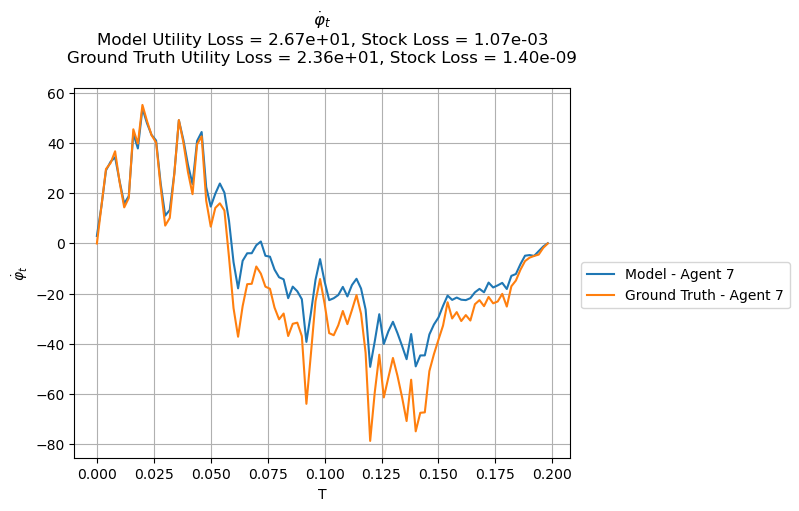 φ̇ₜ
Model Utility Loss = 2.67e+01, Stock Loss = 1.07e-03
Ground Truth Utility Loss = 2.36e+01, Stock Loss = 1.40e-09
φ̇ₜ
60
40
20
0
−20
−40
−60
−80
0.000 0.025 0.050 0.075 0.100 0.125 0.150 0.175 0.200
T
Model - Agent 7
Ground Truth - Agent 7